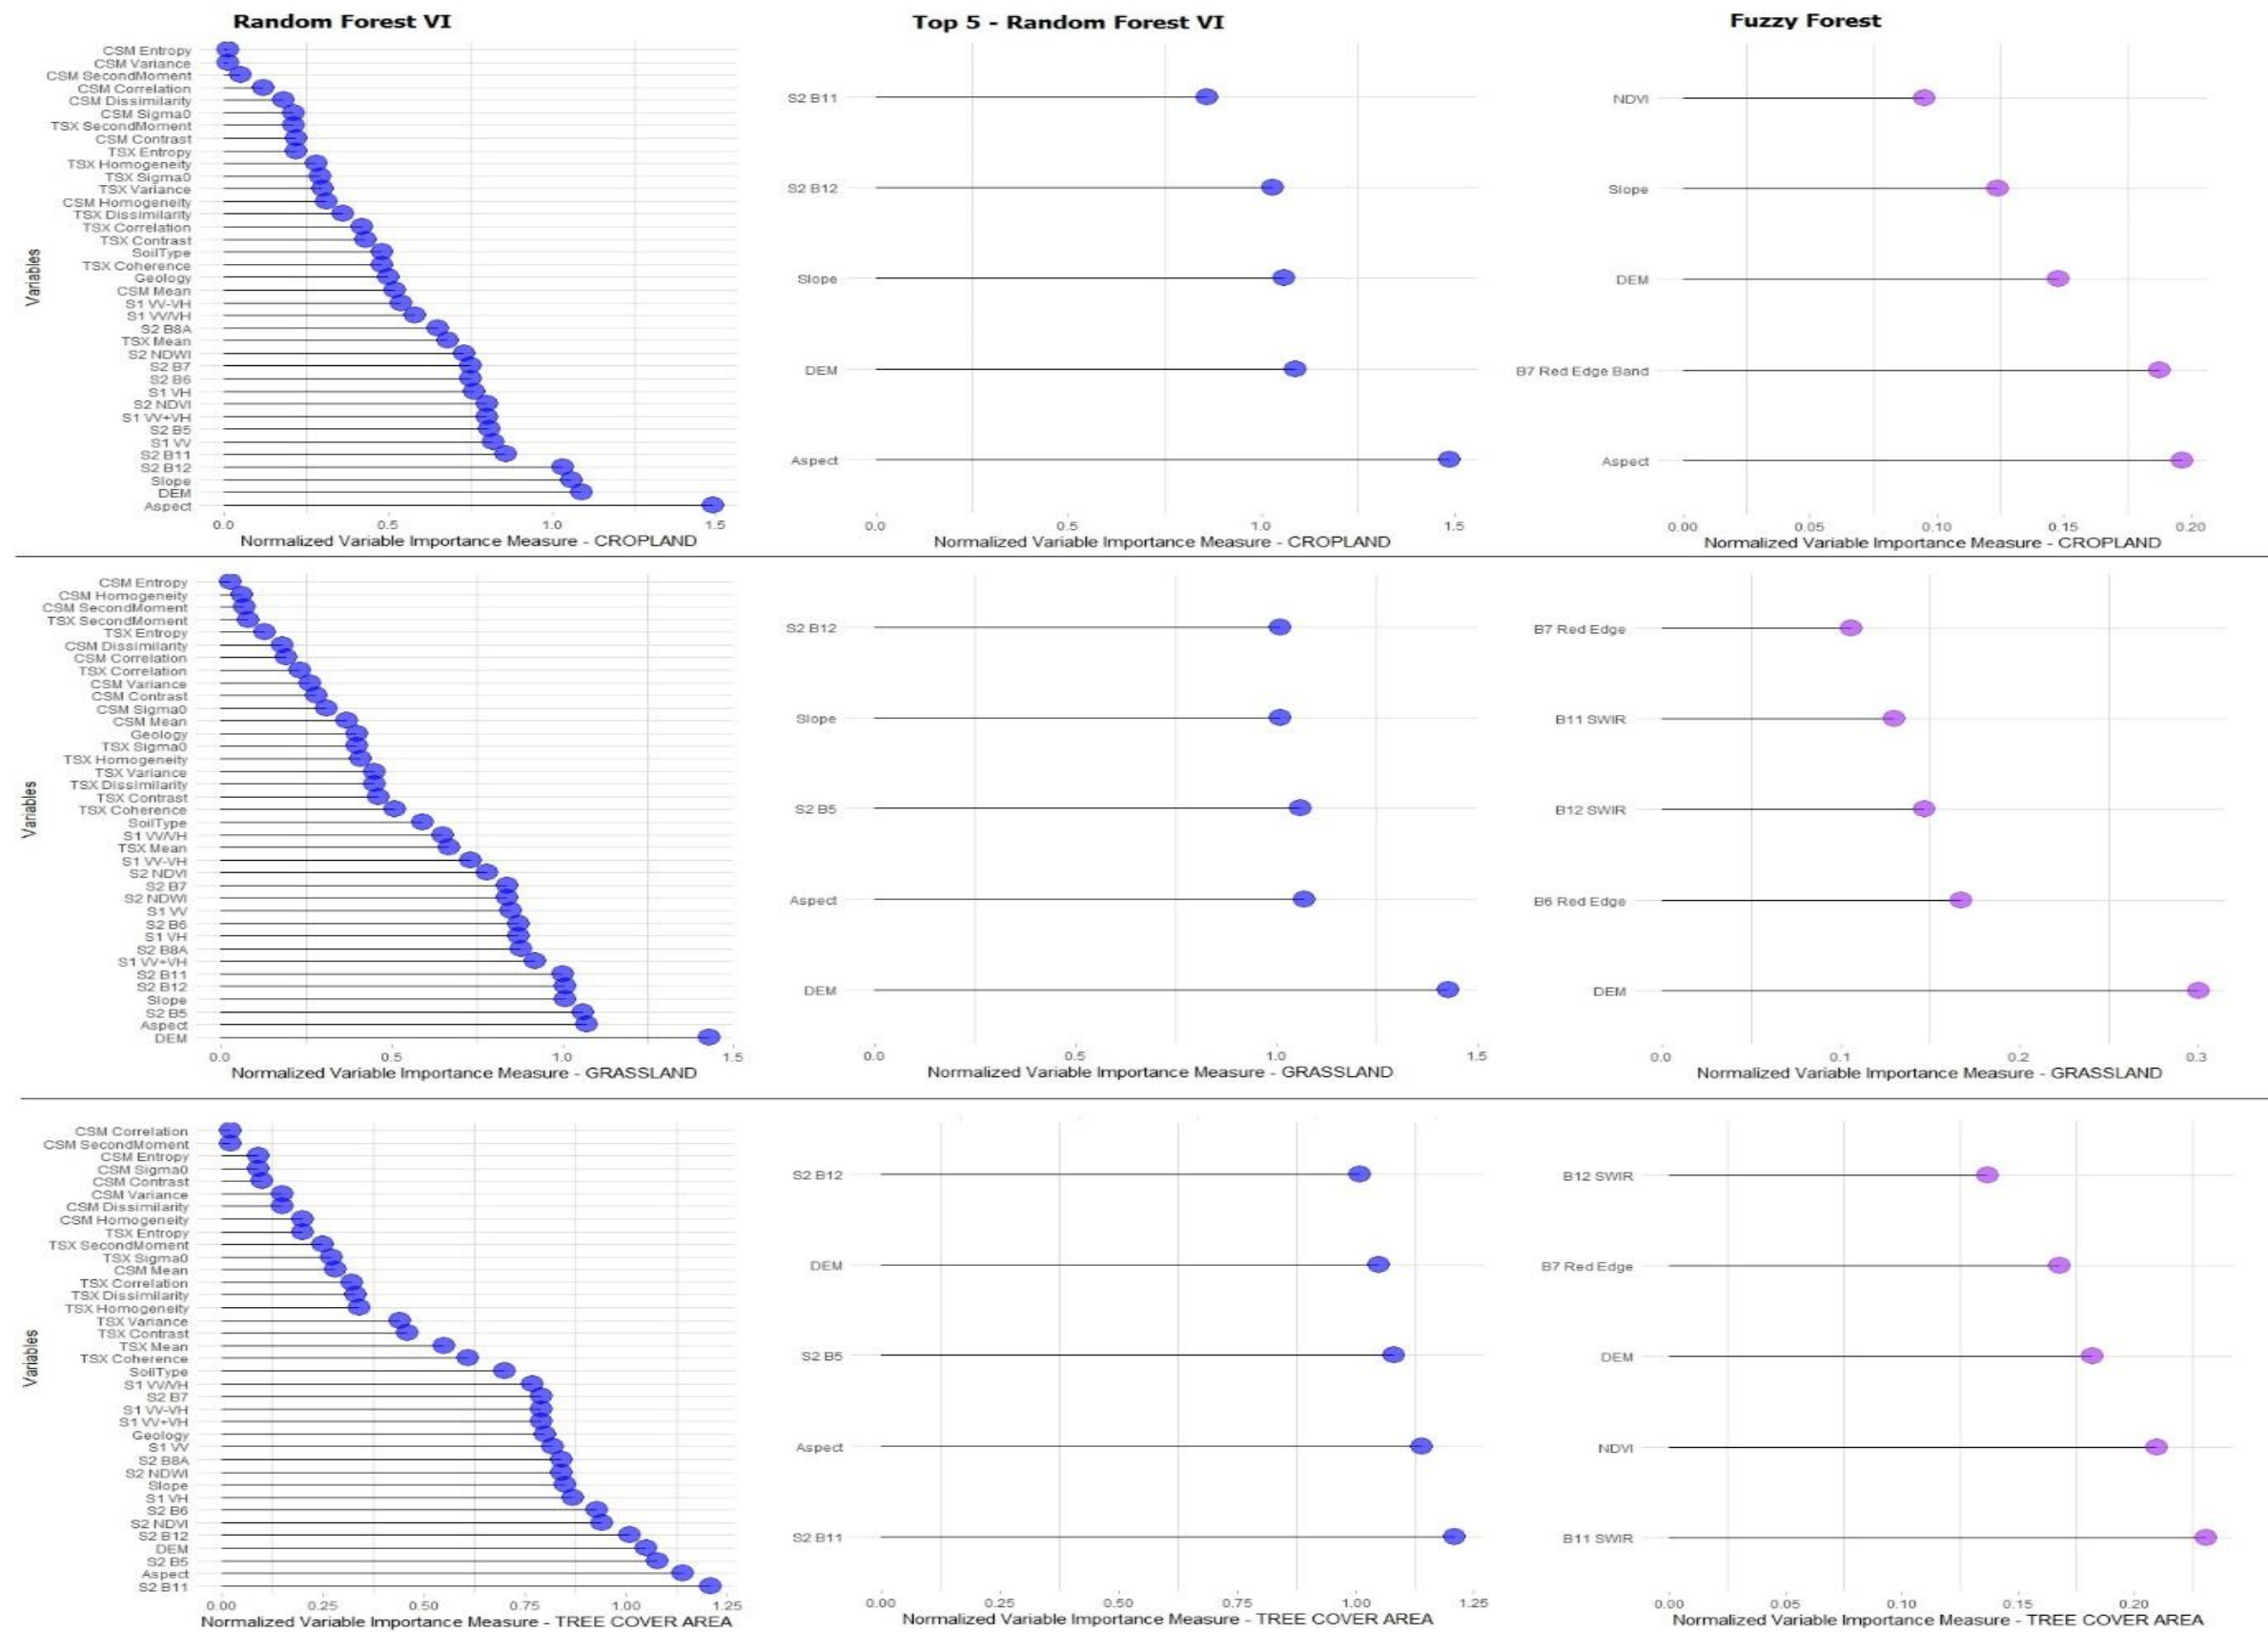 Random Forest VI
Top 5 - Random Forest VI
Fuzzy Forest
Variables
CSM Entropy
CSM Variance
CSM SecondMoment
CSM Correlation
CSM Dissimilarity
CSM Sigma0
TSX SecondMoment
CSM Contrast
TSX Entropy
TSX Homogeneity
TSX Sigma0
TSX Variance
CSM Homogeneity
TSX Dissimilarity
TSX Correlation
TSX Contrast
SoilType
TSX Coherence
Geology
CSM Mean
S1 VV-VH
S1 VV/VH
S2 B8A
TSX Mean
S2 NDWI
S2 B7
S2 B6
S1 VH
S2 NDVI
S1 VV+VH
S2 B5
S1 VV
S2 B11
S2 B12
Slope
DEM
Aspect
0.0 0.5 1.0 1.5
Normalized Variable Importance Measure - CROPLAND
S2 B11
S2 B12
Slope
DEM
Aspect
0.0 0.5 1.0 1.5
Normalized Variable Importance Measure - CROPLAND
NDVI
Slope
DEM
B7 Red Edge Band
Aspect
0.00 0.05 0.10 0.15 0.20
Normalized Variable Importance Measure - CROPLAND
Variables
CSM Entropy
CSM Homogeneity
CSM SecondMoment
TSX SecondMoment
TSX Entropy
CSM Dissimilarity
CSM Correlation
TSX Correlation
CSM Variance
CSM Contrast
CSM Sigma0
CSM Mean
Geology
TSX Sigma0
TSX Homogeneity
TSX Variance
TSX Dissimilarity
TSX Contrast
TSX Coherence
SoilType
S1 VV/VH
TSX Mean
S1 VV-VH
S2 NDVI
S2 B7
S2 NDWI
S1 VV
S2 B6
S1 VH
S2 B8A
S1 VV+VH
S2 B11
S2 B12
Slope
S2 B5
Aspect
DEM
0.0 0.5 1.0 1.5
Normalized Variable Importance Measure - GRASSLAND
S2 B12
Slope
S2 B5
Aspect
DEM
0.0 0.5 1.0 1.5
Normalized Variable Importance Measure - GRASSLAND
B7 Red Edge
B11 SWIR
B12 SWIR
B6 Red Edge
DEM
0.0 0.1 0.2 0.3
Normalized Variable Importance Measure - GRASSLAND
Variables
CSM Correlation
CSM SecondMoment
CSM Entropy
CSM Sigma0
CSM Contrast
CSM Variance
CSM Dissimilarity
CSM Homogeneity
TSX Entropy
TSX SecondMoment
TSX Sigma0
CSM Mean
TSX Correlation
TSX Dissimilarity
TSX Homogeneity
TSX Variance
TSX Contrast
TSX Mean
TSX Coherence
SoilType
S1 VV/VH
S2 B7
S1 VV-VH
S1 VV+VH
Geology
S1 VV
S2 B8A
S2 NDWI
Slope
S1 VH
S2 B6
S2 NDVI
S2 B12
DEM
S2 B5
Aspect
S2 B11
0.00 0.25 0.50 0.75 1.00 1.25
Normalized Variable Importance Measure - TREE COVER AREA
S2 B12
DEM
S2 B5
Aspect
S2 B11
0.00 0.25 0.50 0.75 1.00 1.25
Normalized Variable Importance Measure - TREE COVER AREA
B12 SWIR
B7 Red Edge
DEM
NDVI
B11 SWIR
0.00 0.05 0.10 0.15 0.20
Normalized Variable Importance Measure - TREE COVER AREA